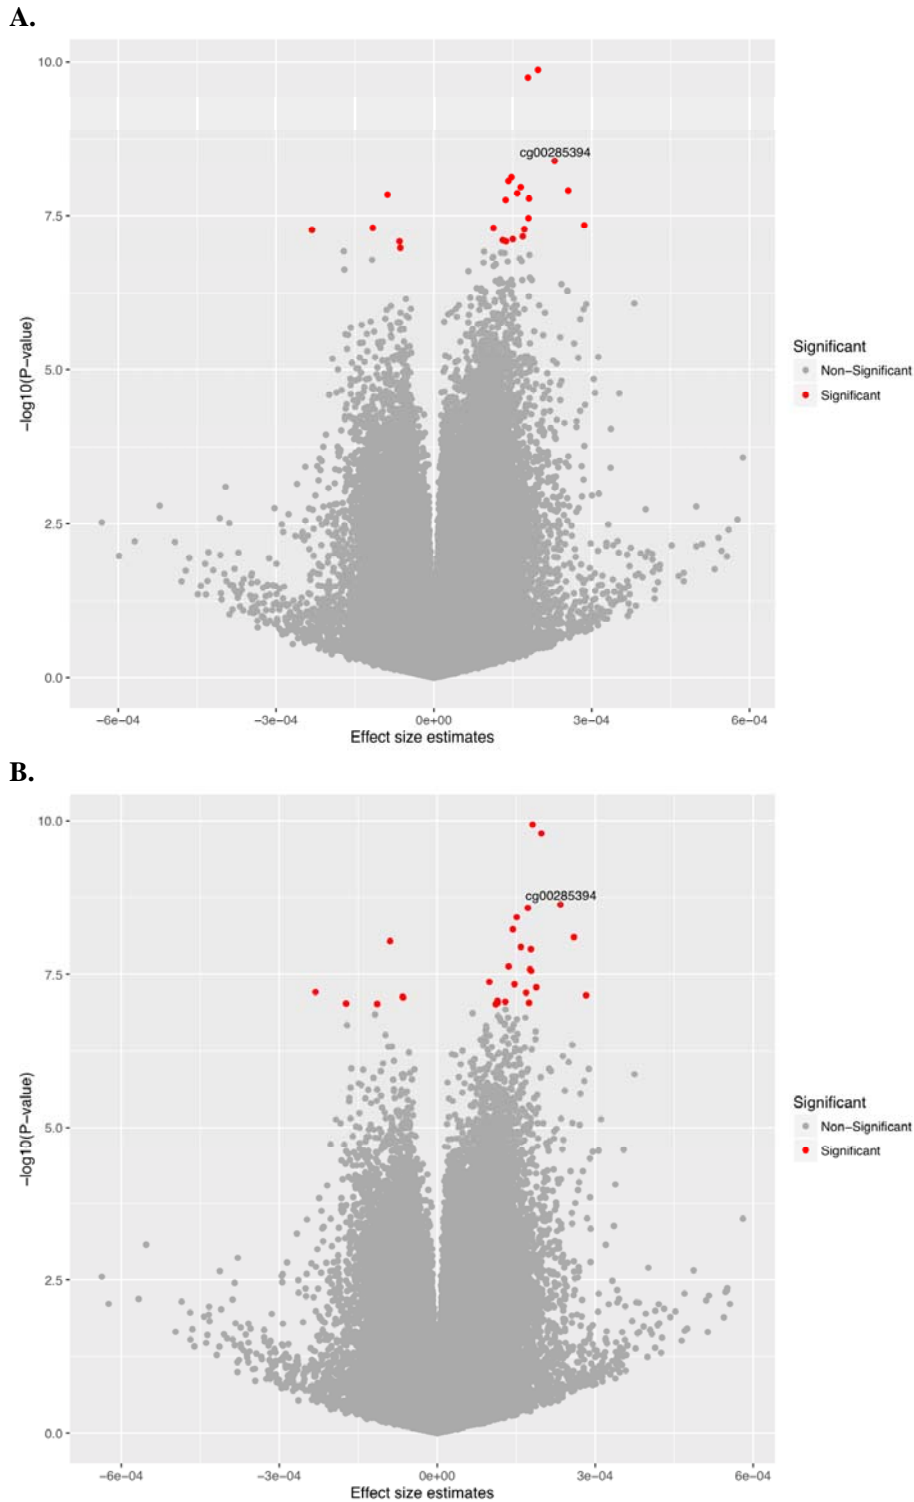 A.
10.0
cg00285394
7.5
5.0
2.5
0.0
−log10(P−value)
−6e−04 −3e−04 0e+00 3e−04 6e−04
Effect size estimates
Significant
Non−Significant
Significant
B.
10.0
cg00285394
7.5
5.0
2.5
0.0
−log10(P−value)
−6e−04 −3e−04 0e+00 3e−04 6e−04
Effect size estimates
Significant
Non−Significant
Significant